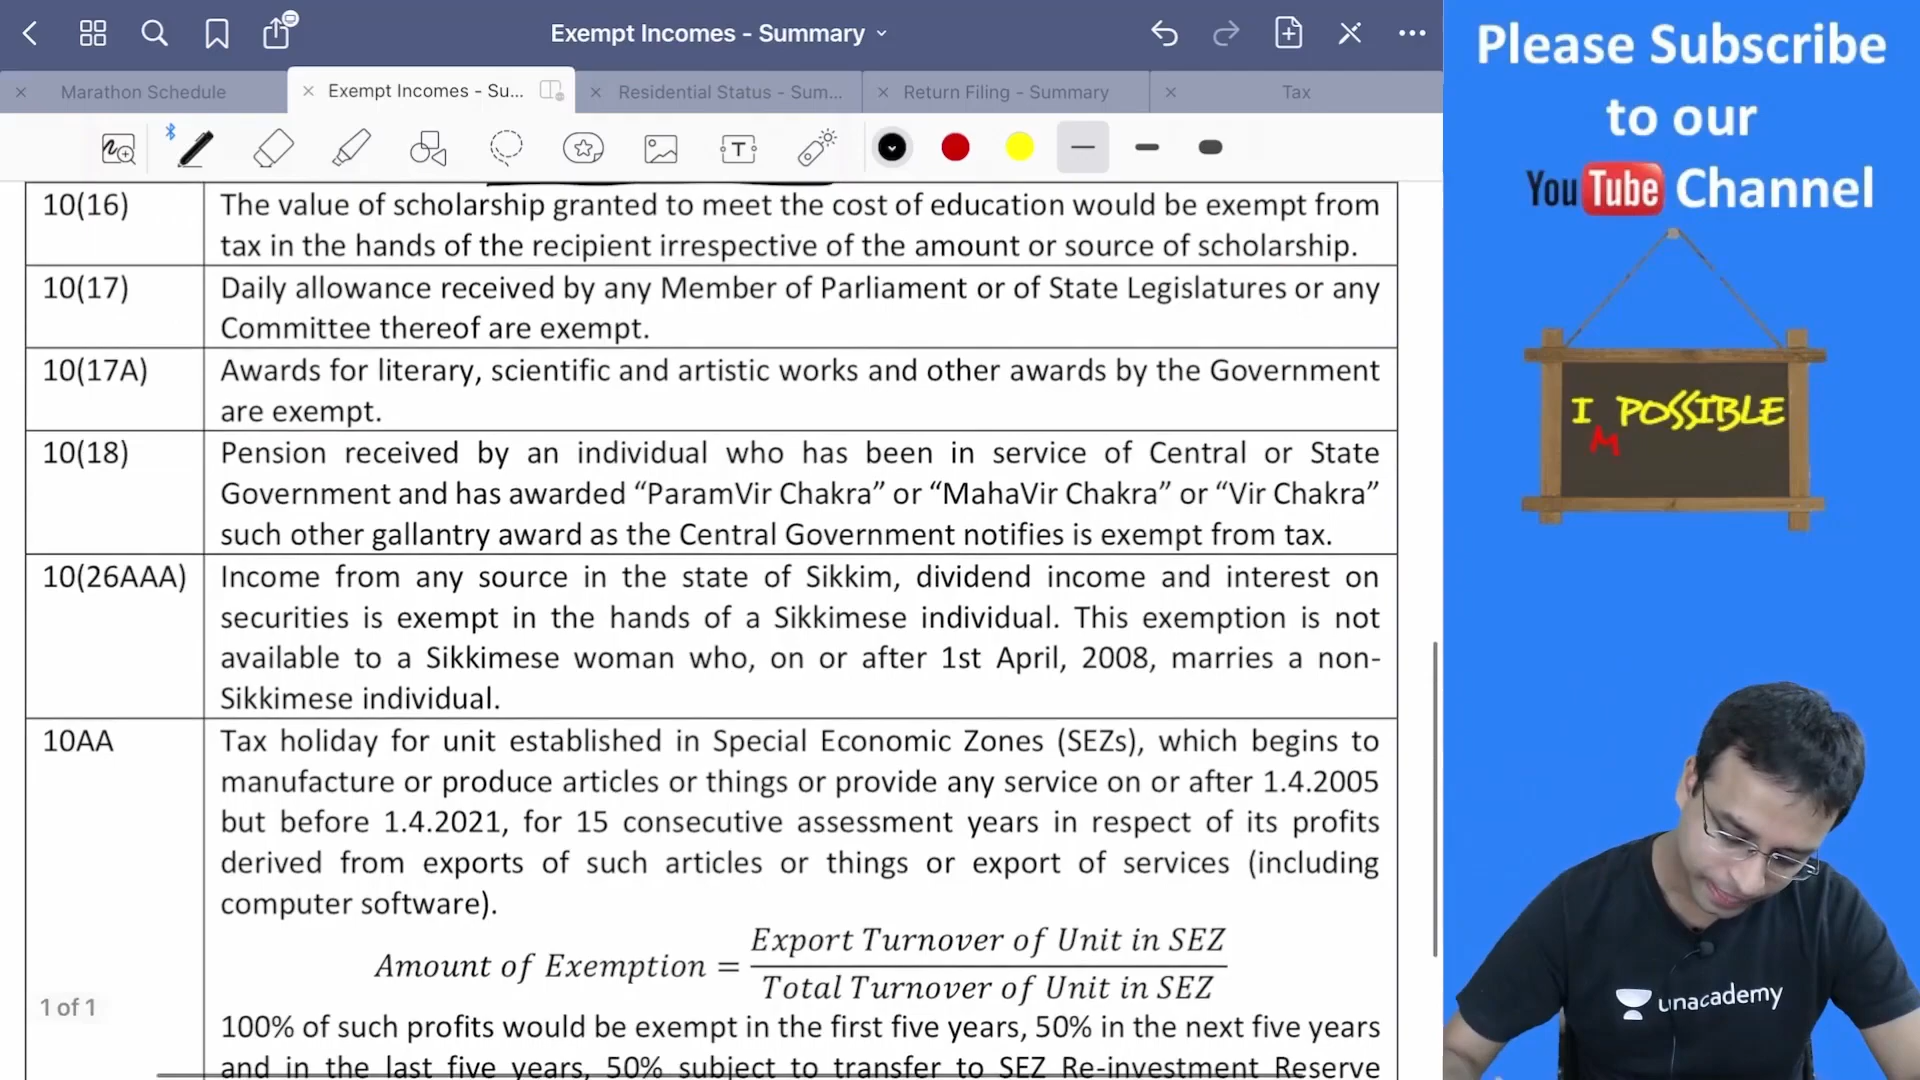 Exempt Incomes - Summary
Marathon Schedule
Exempt Incomes - Su...
Residential Status - Sum...
Return Filing - Summary
Tax
10(16)
The value of scholarship granted to meet the cost of education would be exempt from
tax in the hands of the recipient irrespective of the amount or source of scholarship.
10(17)
Daily allowance received by any Member of Parliament or of State Legislatures or any
Committee thereof are exempt.
10(17A)
Awards for literary, scientific and artistic works and other awards by the Government
are exempt.
10(18)
Pension received by an individual who has been in service of Central or State
Government and has awarded “ParamVir Chakra” or “MahaVir Chakra” or “Vir Chakra”
such other gallantry award as the Central Government notifies is exempt from tax.
10(26AAA)
Income from any source in the state of Sikkim, dividend income and interest on
securities is exempt in the hands of a Sikkimese individual. This exemption is not
available to a Sikkimese woman who, on or after 1st April, 2008, marries a non-
Sikkimese individual.
10AA
Tax holiday for unit established in Special Economic Zones (SEZs), which begins to
manufacture or produce articles or things or provide any service on or after 1.4.2005
but before 1.4.2021, for 15 consecutive assessment years in respect of its profits
derived from exports of such articles or things or export of services (including
computer software).
Amount of Exemption = Export Turnover of Unit in SEZ
Total Turnover of Unit in SEZ
100% of such profits would be exempt in the first five years, 50% in the next five years
and in the last five years, 50% subject to transfer to SEZ Re-investment Reserve
1 of 1
Please Subscribe
to our
YouTube Channel
I POSSIBLE
M
unacademy